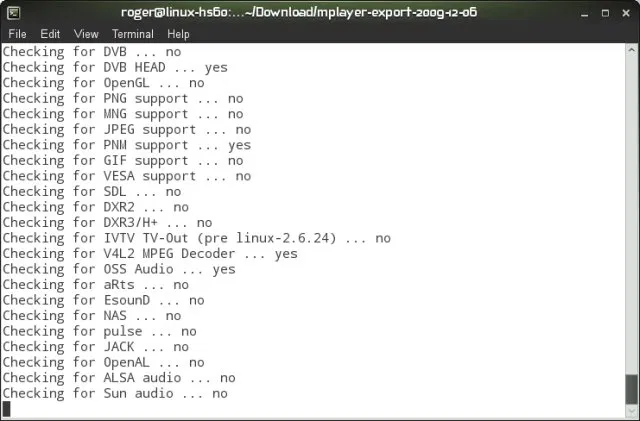 roger@linux-hs60:...~/Download/mplayer-export-2009-12-06
File Edit View Terminal Help
Checking for DVB ... no
Checking for DVB HEAD ... yes
Checking for OpenGL ... no
Checking for PNG support ... no
Checking for MNG support ... no
Checking for JPEG support ... no
Checking for PNM support ... yes
Checking for GIF support ... no
Checking for VESA support ... no
Checking for SDL ... no
Checking for DXR2 ... no
Checking for DXR3/H+ ... no
Checking for IVTV TV-Out (pre linux-2.6.24) ... no
Checking for V4L2 MPEG Decoder ... yes
Checking for OSS Audio ... yes
Checking for aRts ... no
Checking for EsounD ... no
Checking for NAS ... no
Checking for pulse ... no
Checking for JACK ... no
Checking for OpenAL ... no
Checking for ALSA audio ... no
Checking for Sun audio ... no